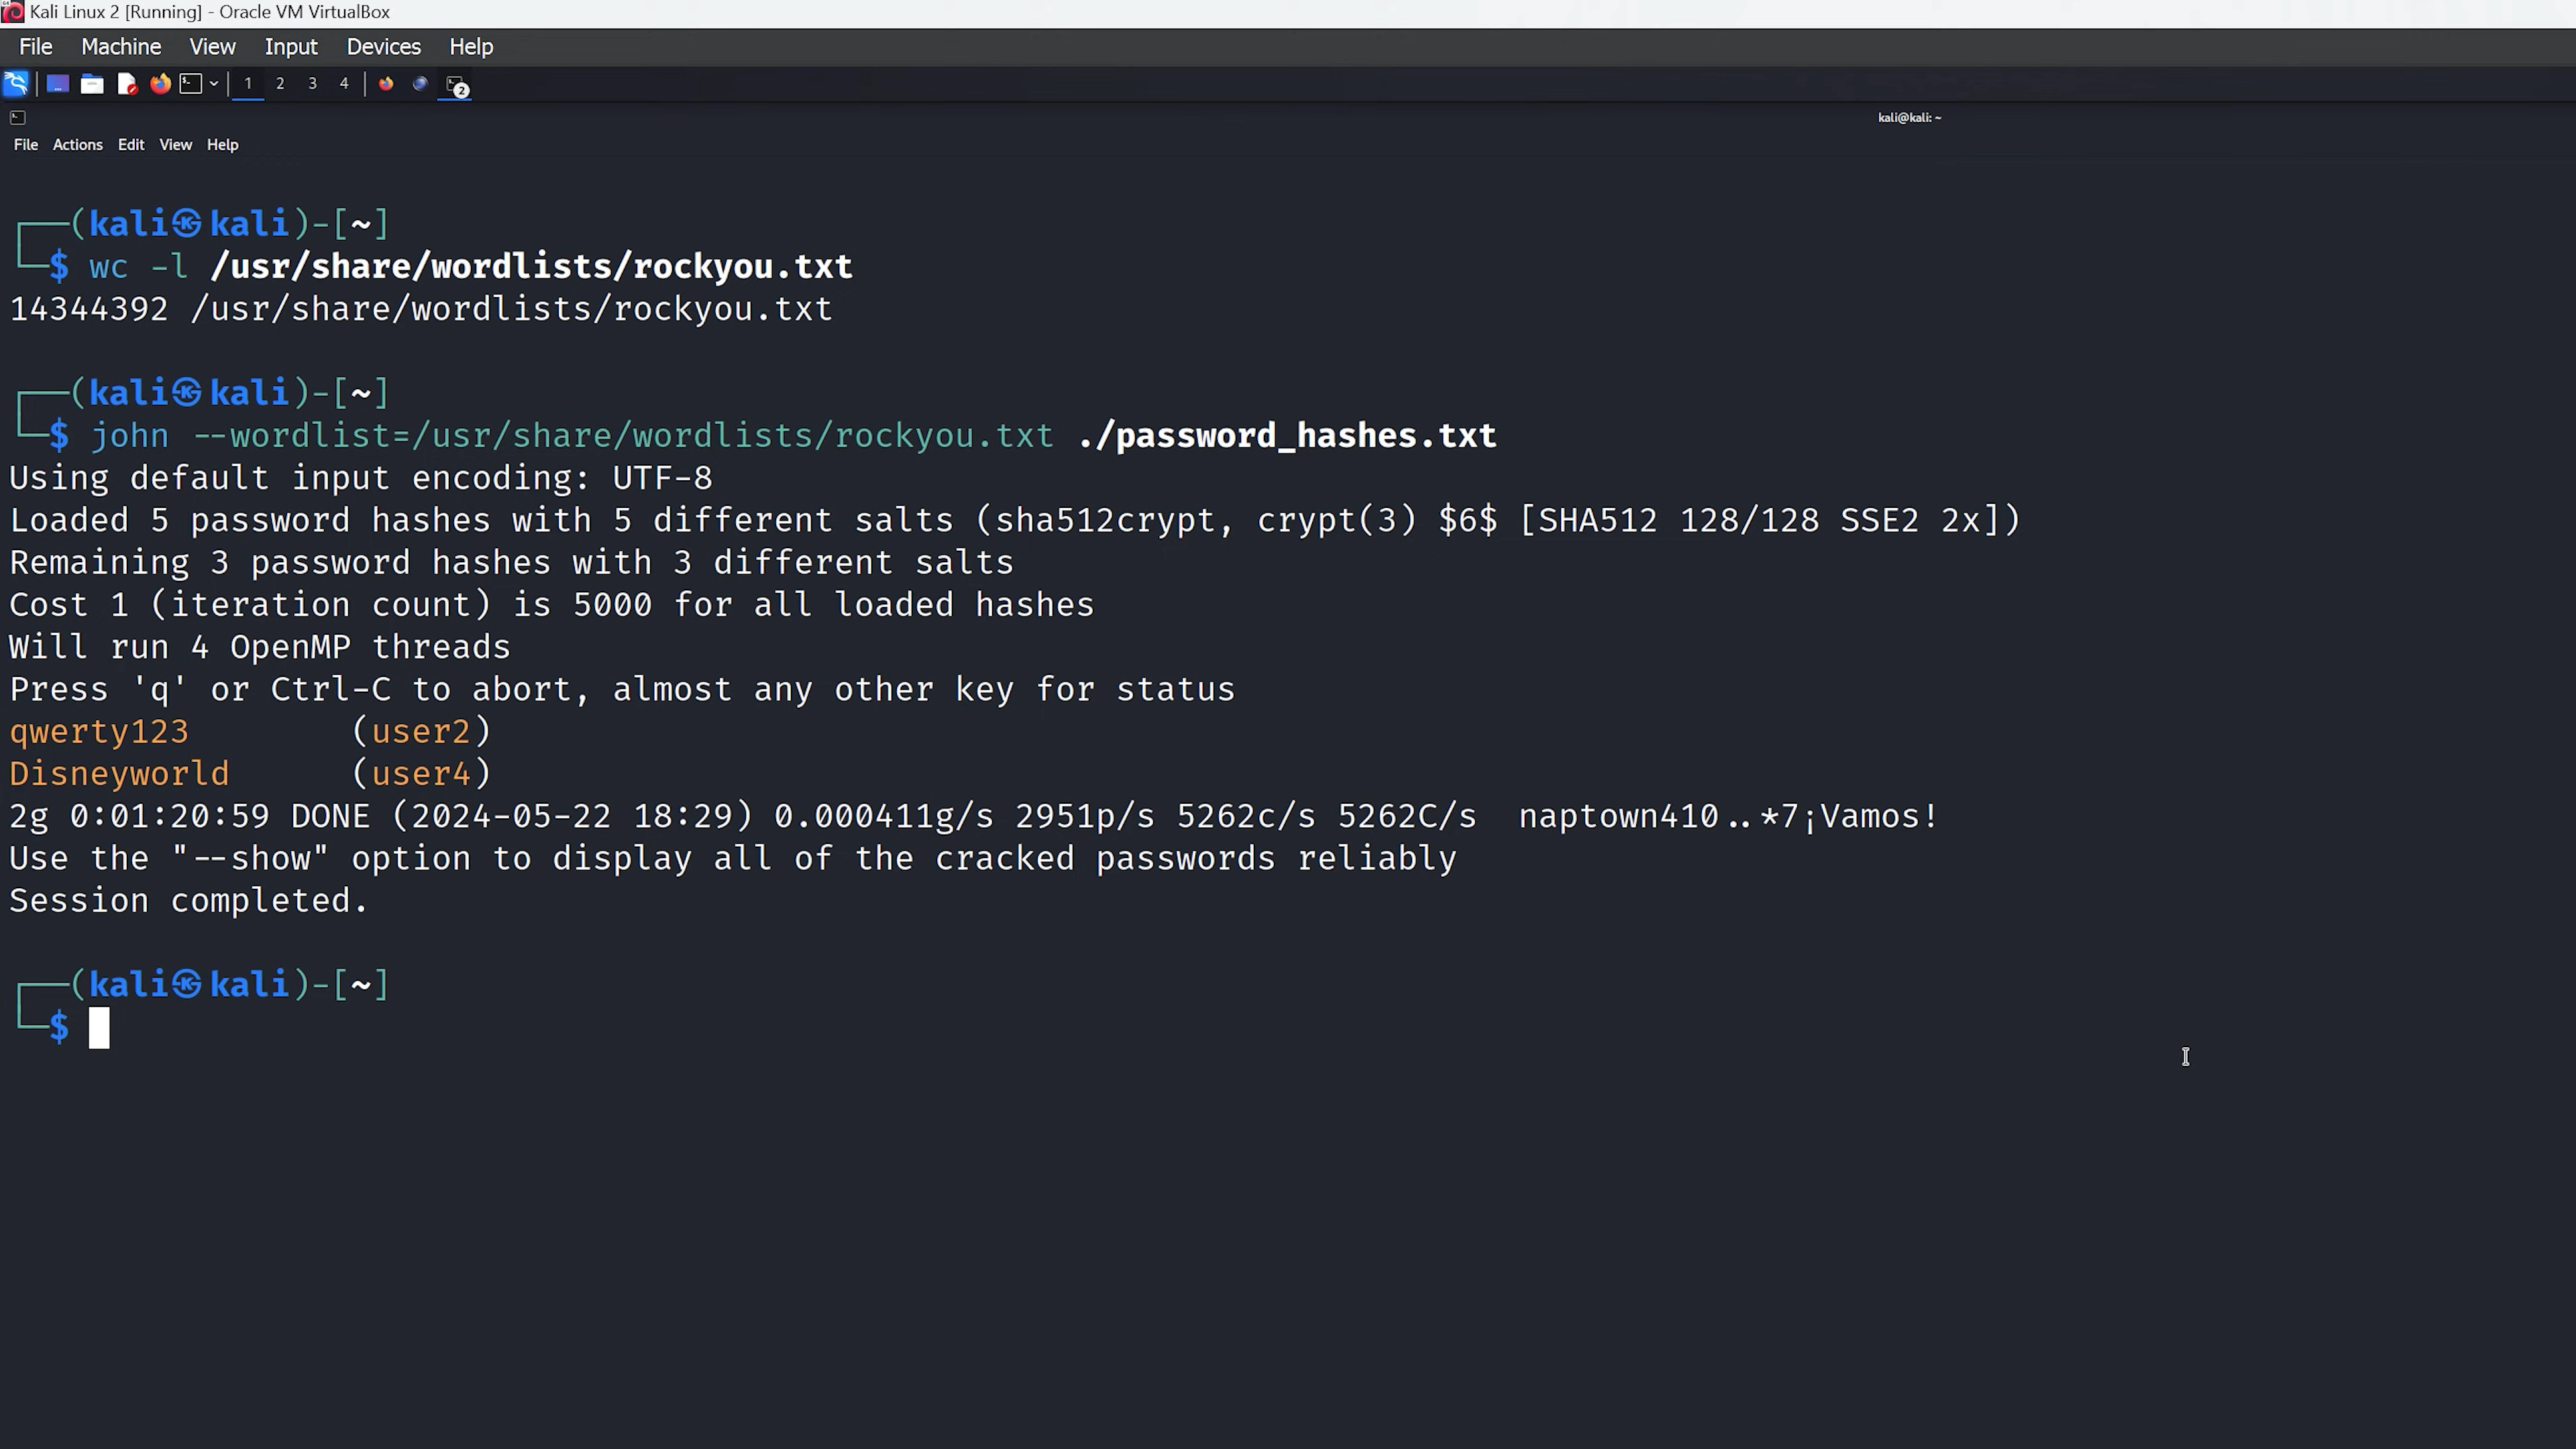 Kali Linux 2 [Running] - Oracle VM VirtualBox
File Machine View Input Devices Help
1 2 3 4 2
kali@kali: ~
File Actions Edit View Help
┌──(kali㉿kali)-[~]
└─$ wc -l /usr/share/wordlists/rockyou.txt
14344392 /usr/share/wordlists/rockyou.txt
┌──(kali㉿kali)-[~]
└─$ john --wordlist=/usr/share/wordlists/rockyou.txt ./password_hashes.txt
Using default input encoding: UTF-8
Loaded 5 password hashes with 5 different salts (sha512crypt, crypt(3) $6$ [SHA512 128/128 SSE2 2x])
Remaining 3 password hashes with 3 different salts
Cost 1 (iteration count) is 5000 for all loaded hashes
Will run 4 OpenMP threads
Press 'q' or Ctrl-C to abort, almost any other key for status
qwerty123 (user2)
Disneyworld (user4)
2g 0:01:20:59 DONE (2024-05-22 18:29) 0.000411g/s 2951p/s 5262c/s 5262C/s naptown410..*7¡Vamos!
Use the "--show" option to display all of the cracked passwords reliably
Session completed.
┌──(kali㉿kali)-[~]
└─$